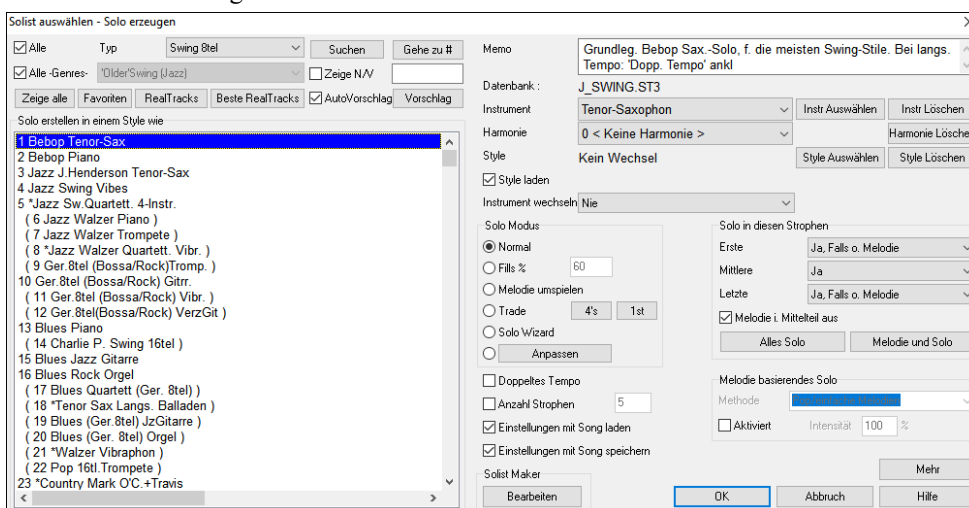 Solist auswählen - Solo erzeugen
Alle Typ Swing 8tel Suchen Gehe zu #
Alle -Genres- 'Older'Swing (Jazz) Zeige N/V
Zeige alle Favoriten RealTracks Beste RealTracks AutoVorschlag Vorschlag
Solo erstellen in einem Style wie
1 Bebop Tenor-Sax
2 Bebop Piano
3 Jazz J.Henderson Tenor-Sax
4 Jazz Swing Vibes
5 *Jazz Sw.Quartett. 4-Instr.
( 6 Jazz Walzer Piano )
( 7 Jazz Walzer Trompete )
( 8 *Jazz Walzer Quartett. Vibr. )
( 9 Ger.8tel (Bossa/Rock)Tromp. )
10 Ger.8tel (Bossa/Rock) Gitrr.
( 11 Ger.8tel (Bossa/Rock) Vibr. )
( 12 Ger.8tel(Bossa/Rock) VerzGit )
13 Blues Piano
( 14 Charlie P. Swing 16tel )
15 Blues Jazz Gitarre
16 Blues Rock Orgel
( 17 Blues Quartett (Ger. 8tel) )
( 18 *Tenor Sax Langs. Balladen )
( 19 Blues (Ger.8tel) JzGitarre )
( 20 Blues (Ger. 8tel) Orgel )
( 21 *Walzer Vibraphon )
( 22 Pop 16tl.Trompete )
23 *Country Mark O'C.+Travis
Memo Grundleg. Bebop Sax.-Solo, f. die meisten Swing-Stile. Bei langs.
Tempo: 'Dopp. Tempo' ankl
Datenbank : J_SWING.ST3
Instrument Tenor-Saxophon Instr Auswählen Instr Löschen
Harmonie 0 < Keine Harmonie > Harmonie Lösche
Style Kein Wechsel Style Auswählen Style Löschen
Style laden
Instrument wechseln Nie
Solo Modus
Normal
Fills % 60
Melodie umspielen
Trade 4's 1st
Solo Wizard
Anpassen
Doppeltes Tempo
Anzahl Strophen 5
Einstellungen mit Song laden
Einstellungen mit Song speichern
Solist Maker
Bearbeiten
Solo in diesen Strophen
Erste Ja, Falls o. Melodie
Mittlere Ja
Letzte Ja, Falls o. Melodie
Melodie i. Mittelteil aus
Alles Solo Melodie und Solo
Melodie basierendes Solo
Methode
Aktiviert Intensität 100 %
Mehr
OK Abbruch Hilfe